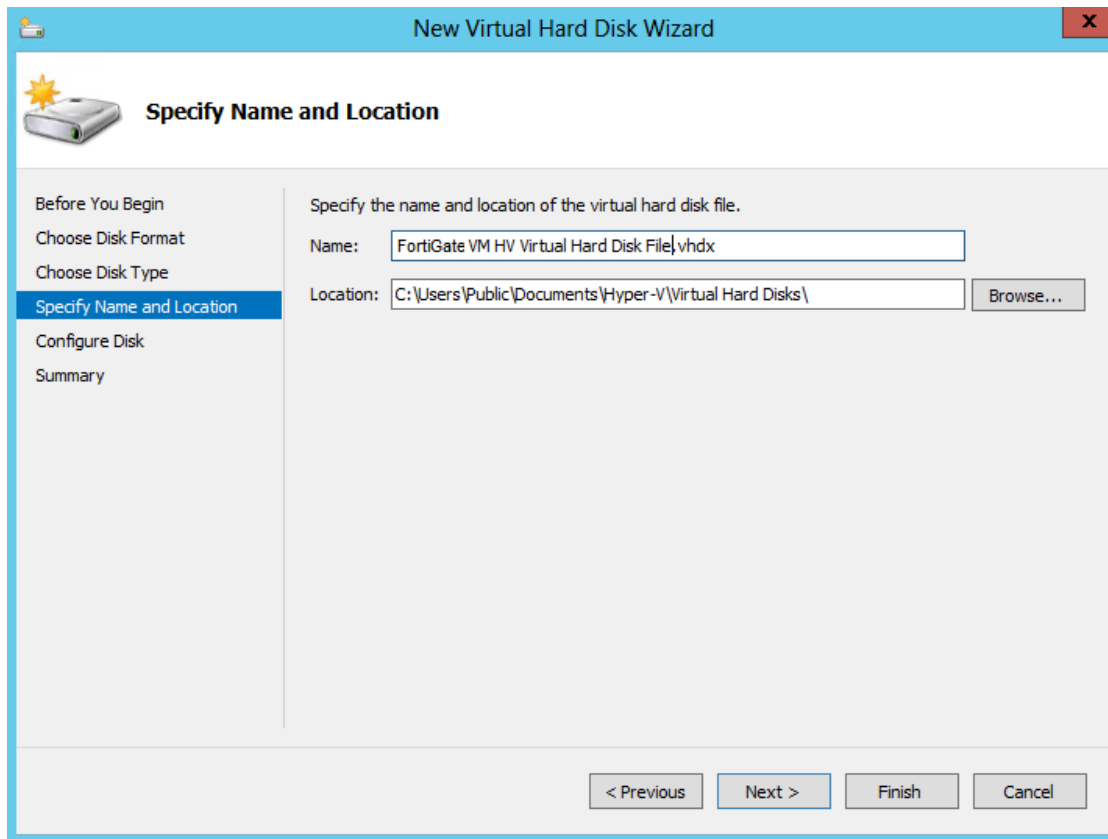 New Virtual Hard Disk Wizard
x
Specify Name and Location
Before You Begin
Choose Disk Format
Choose Disk Type
Specify Name and Location
Configure Disk
Summary
Specify the name and location of the virtual hard disk file.
Name: FortiGate VM HV Virtual Hard Disk File.vhdx
Location: C:\Users\Public\Documents\Hyper-V\Virtual Hard Disks\ Browse...
< Previous Next > Finish Cancel